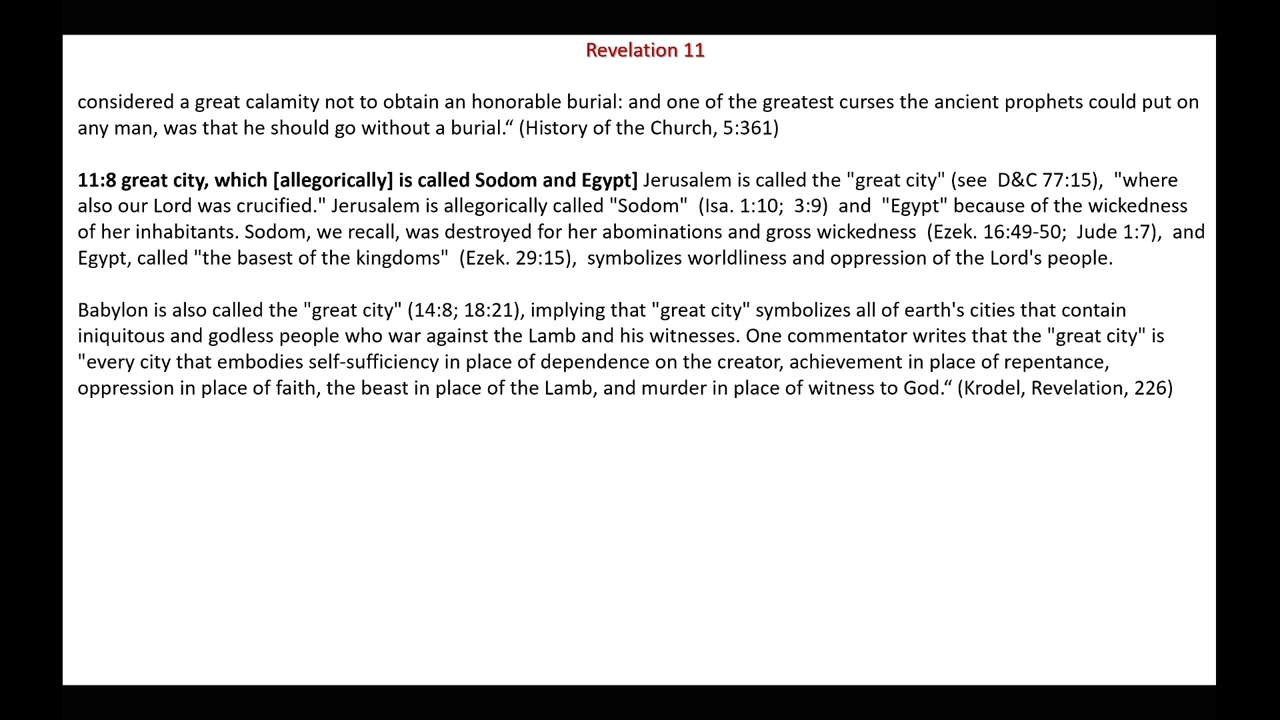 Revelation 11
considered a great calamity not to obtain an honorable burial: and one of the greatest curses the ancient prophets could put on
any man, was that he should go without a burial.“ (History of the Church, 5:361)
11:8 great city, which [allegorically] is called Sodom and Egypt] Jerusalem is called the "great city" (see  D&C 77:15),  "where
also our Lord was crucified." Jerusalem is allegorically called "Sodom"  (Isa. 1:10;  3:9)  and  "Egypt" because of the wickedness
of her inhabitants. Sodom, we recall, was destroyed for her abominations and gross wickedness  (Ezek. 16:49-50;  Jude 1:7),  and
Egypt, called "the basest of the kingdoms"  (Ezek. 29:15),  symbolizes worldliness and oppression of the Lord's people.
Babylon is also called the "great city" (14:8; 18:21), implying that "great city" symbolizes all of earth's cities that contain
iniquitous and godless people who war against the Lamb and his witnesses. One commentator writes that the "great city" is
"every city that embodies self-sufficiency in place of dependence on the creator, achievement in place of repentance,
oppression in place of faith, the beast in place of the Lamb, and murder in place of witness to God.“ (Krodel, Revelation, 226)